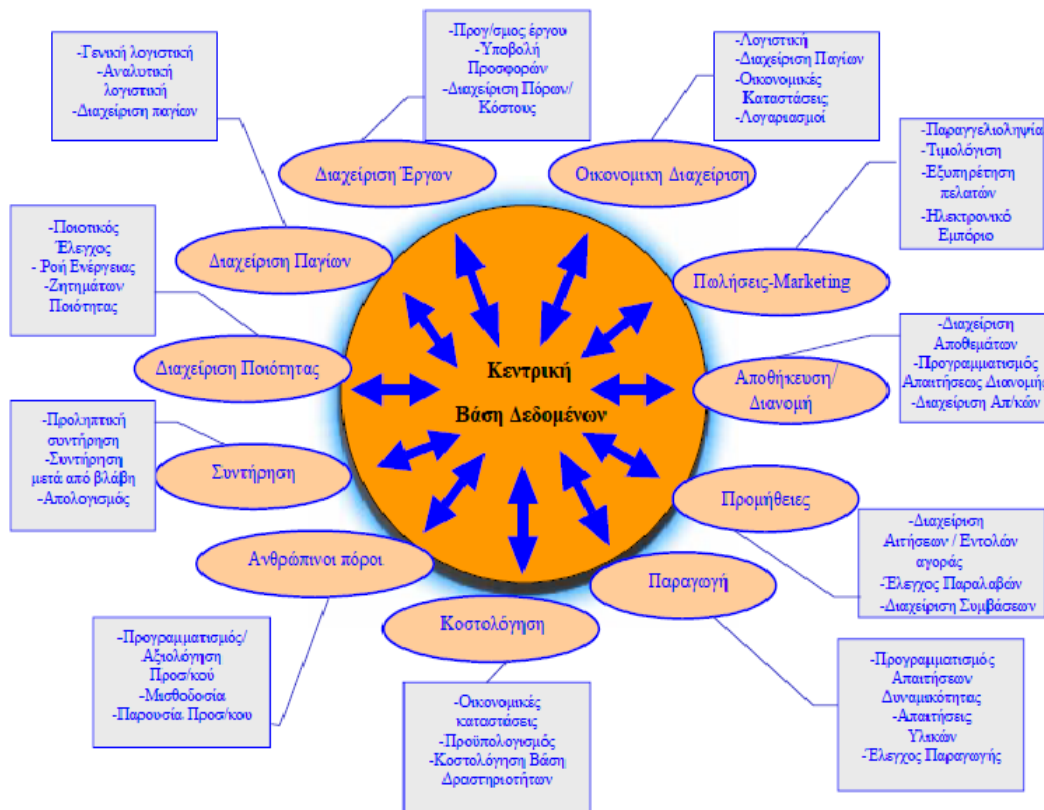 -Γενική λογιστική
-Αναλυτική
λογιστική
-Διαχείριση παγίων
-Προγ/σμος έργου
-Υποβολή
Προσφορών
-Διαχείριση Πόρων/
Κόστους
-Λογιστική
-Διαχείριση Παγίων
-Οικονομικές
Καταστάσεις
-Λογαριασμοί
-Παραγγελιοληψία
-Τιμολόγιση
-Εξυπηρέτηση
πελατών
-Ηλεκτρονικό
Εμπόριο
Διαχείριση Έργων
Οικονομικη Διαχείριση
-Ποιοτικός
Έλεγχος
- Ροή Ενέργειας
-Ζητημάτων
Ποιότητας
Διαχείριση Παγίων
Πωλήσεις-Marketing
Διαχείριση Ποιότητας
Κεντρική
Βάση Δεδομένων
Αποθήκευση/
Διανομή
-Διαχείριση
Αποθεμάτων
-Προγραμματισμός
Απαιτήσεως Διανομής
-Διαχείριση Απ/κών
-Προληπτική
συντήρηση
-Συντήρηση
μετά από βλάβη
-Απολογισμός
Συντήρηση
Προμήθειες
-Διαχείριση
Αιτήσεων / Εντολών
αγοράς
-Έλεγχος Παραλαβών
-Διαχείριση Συμβάσεων
Ανθρώπινοι πόροι
Παραγωγή
Κοστολόγηση
-Προγραμματισμός/
Αξιολόγηση
Προσ/κού
-Μισθοδοσία
-Παρουσία Προσ/κου
-Οικονομικές
καταστάσεις
-Προϋπολογισμός
-Κοστολόγηση Βάση
Δραστηριοτήτων
-Προγραμματισμός
Απαιτήσεων
Δυναμικότητας
-Απαιτήσεις
Υλικών
-Έλεγχος Παραγωγής